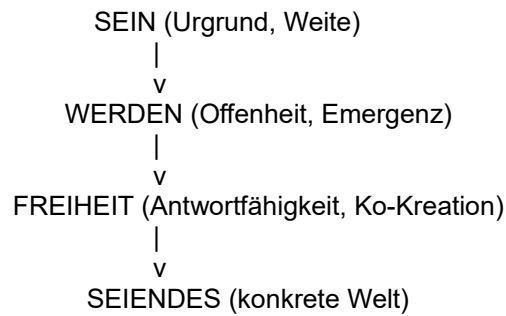 SEIN (Urgrund, Weite)
|
v
WERDEN (Offenheit, Emergenz)
|
v
FREIHEIT (Antwortfähigkeit, Ko-Kreation)
|
v
SEIENDES (konkrete Welt)